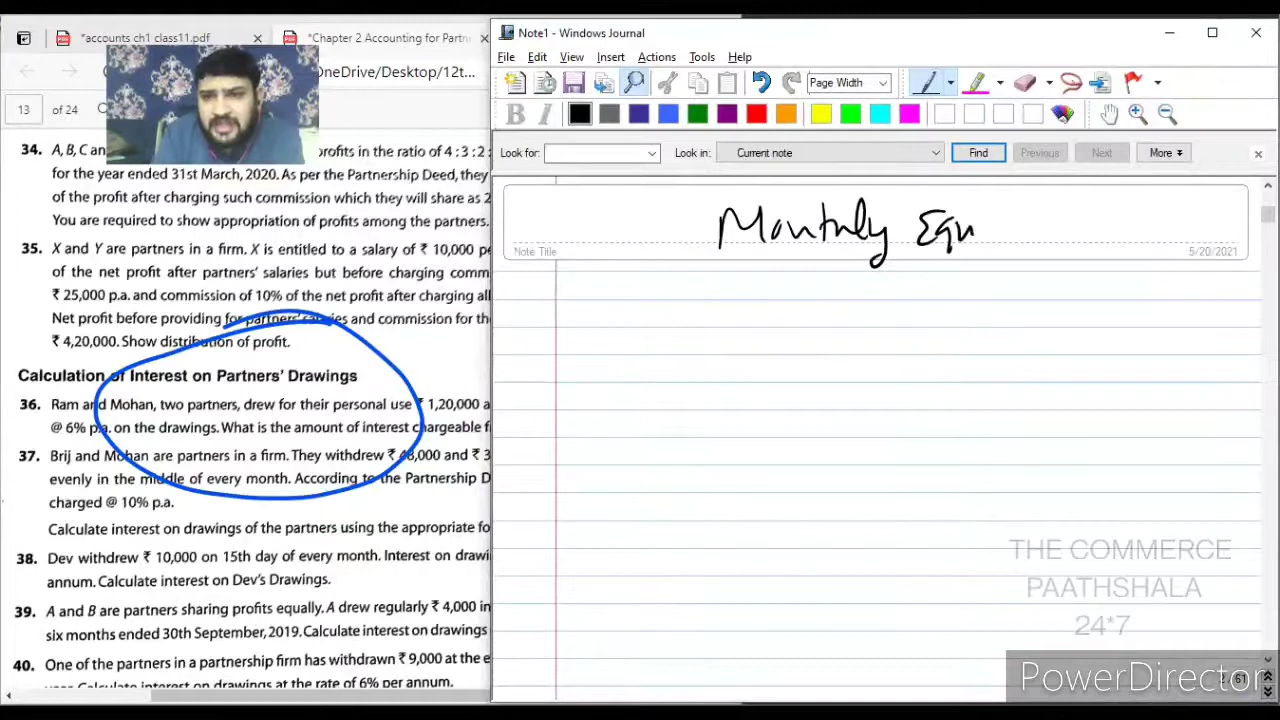 *accounts ch1 class11.pdf
*Chapter 2 Accounting for Partn
OneDrive/Desktop/12t...
13 of 24
34. A, B, C an profits in the ratio of 4 : 3 : 2 :
for the year ended 31st March, 2020. As per the Partnership Deed, they
of the profit after charging such commission which they will share as 2
You are required to show appropriation of profits among the partners.
35. X and Y are partners in a firm. X is entitled to a salary of ₹ 10,000 pe
of the net profit after partners' salaries but before charging comm
₹ 25,000 p.a. and commission of 10% of the net profit after charging all
Net profit before providing for partners' salaries and commission for the
₹ 4,20,000. Show distribution of profit.
Calculation of Interest on Partners' Drawings
36. Ram and Mohan, two partners, drew for their personal use ₹ 1,20,000 a
@ 6% p.a. on the drawings. What is the amount of interest chargeable f
37. Brij and Mohan are partners in a firm. They withdrew ₹ 48,000 and ₹ 3
evenly in the middle of every month. According to the Partnership D
charged @ 10% p.a.
Calculate interest on drawings of the partners using the appropriate fo
38. Dev withdrew ₹ 10,000 on 15th day of every month. Interest on drawi
annum. Calculate interest on Dev's Drawings.
39. A and B are partners sharing profits equally. A drew regularly ₹ 4,000 in
six months ended 30th September, 2019. Calculate interest on drawings
40. One of the partners in a partnership firm has withdrawn ₹ 9,000 at the e
year. Calculate interest on drawings at the rate of 6% per annum.
Note1 - Windows Journal
File Edit View Insert Actions Tools Help
Page Width
B I
Look for: Look in: Current note Find Previous Next More
Monthly Equ
Note Title 5/20/2021
THE COMMERCE
PAATHSHALA
24*7
PowerDirector